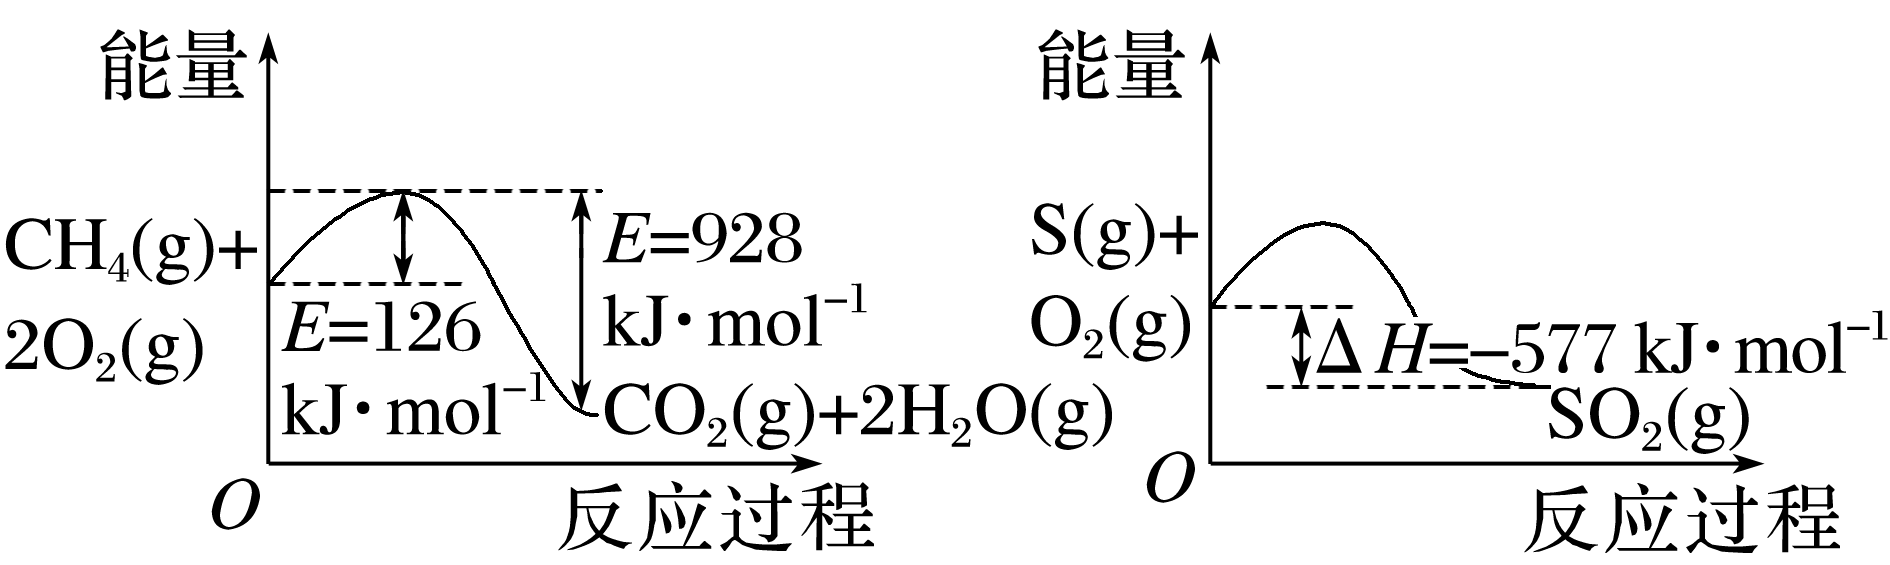 能量
CH₄(g)+
2O₂(g)
E=126
kJ·mol⁻¹
E=928
kJ·mol⁻¹
CO₂(g)+2H₂O(g)
O
反应过程
能量
S(g)+
O₂(g)
Δ H=−577 kJ·mol⁻¹
SO₂(g)
O
反应过程